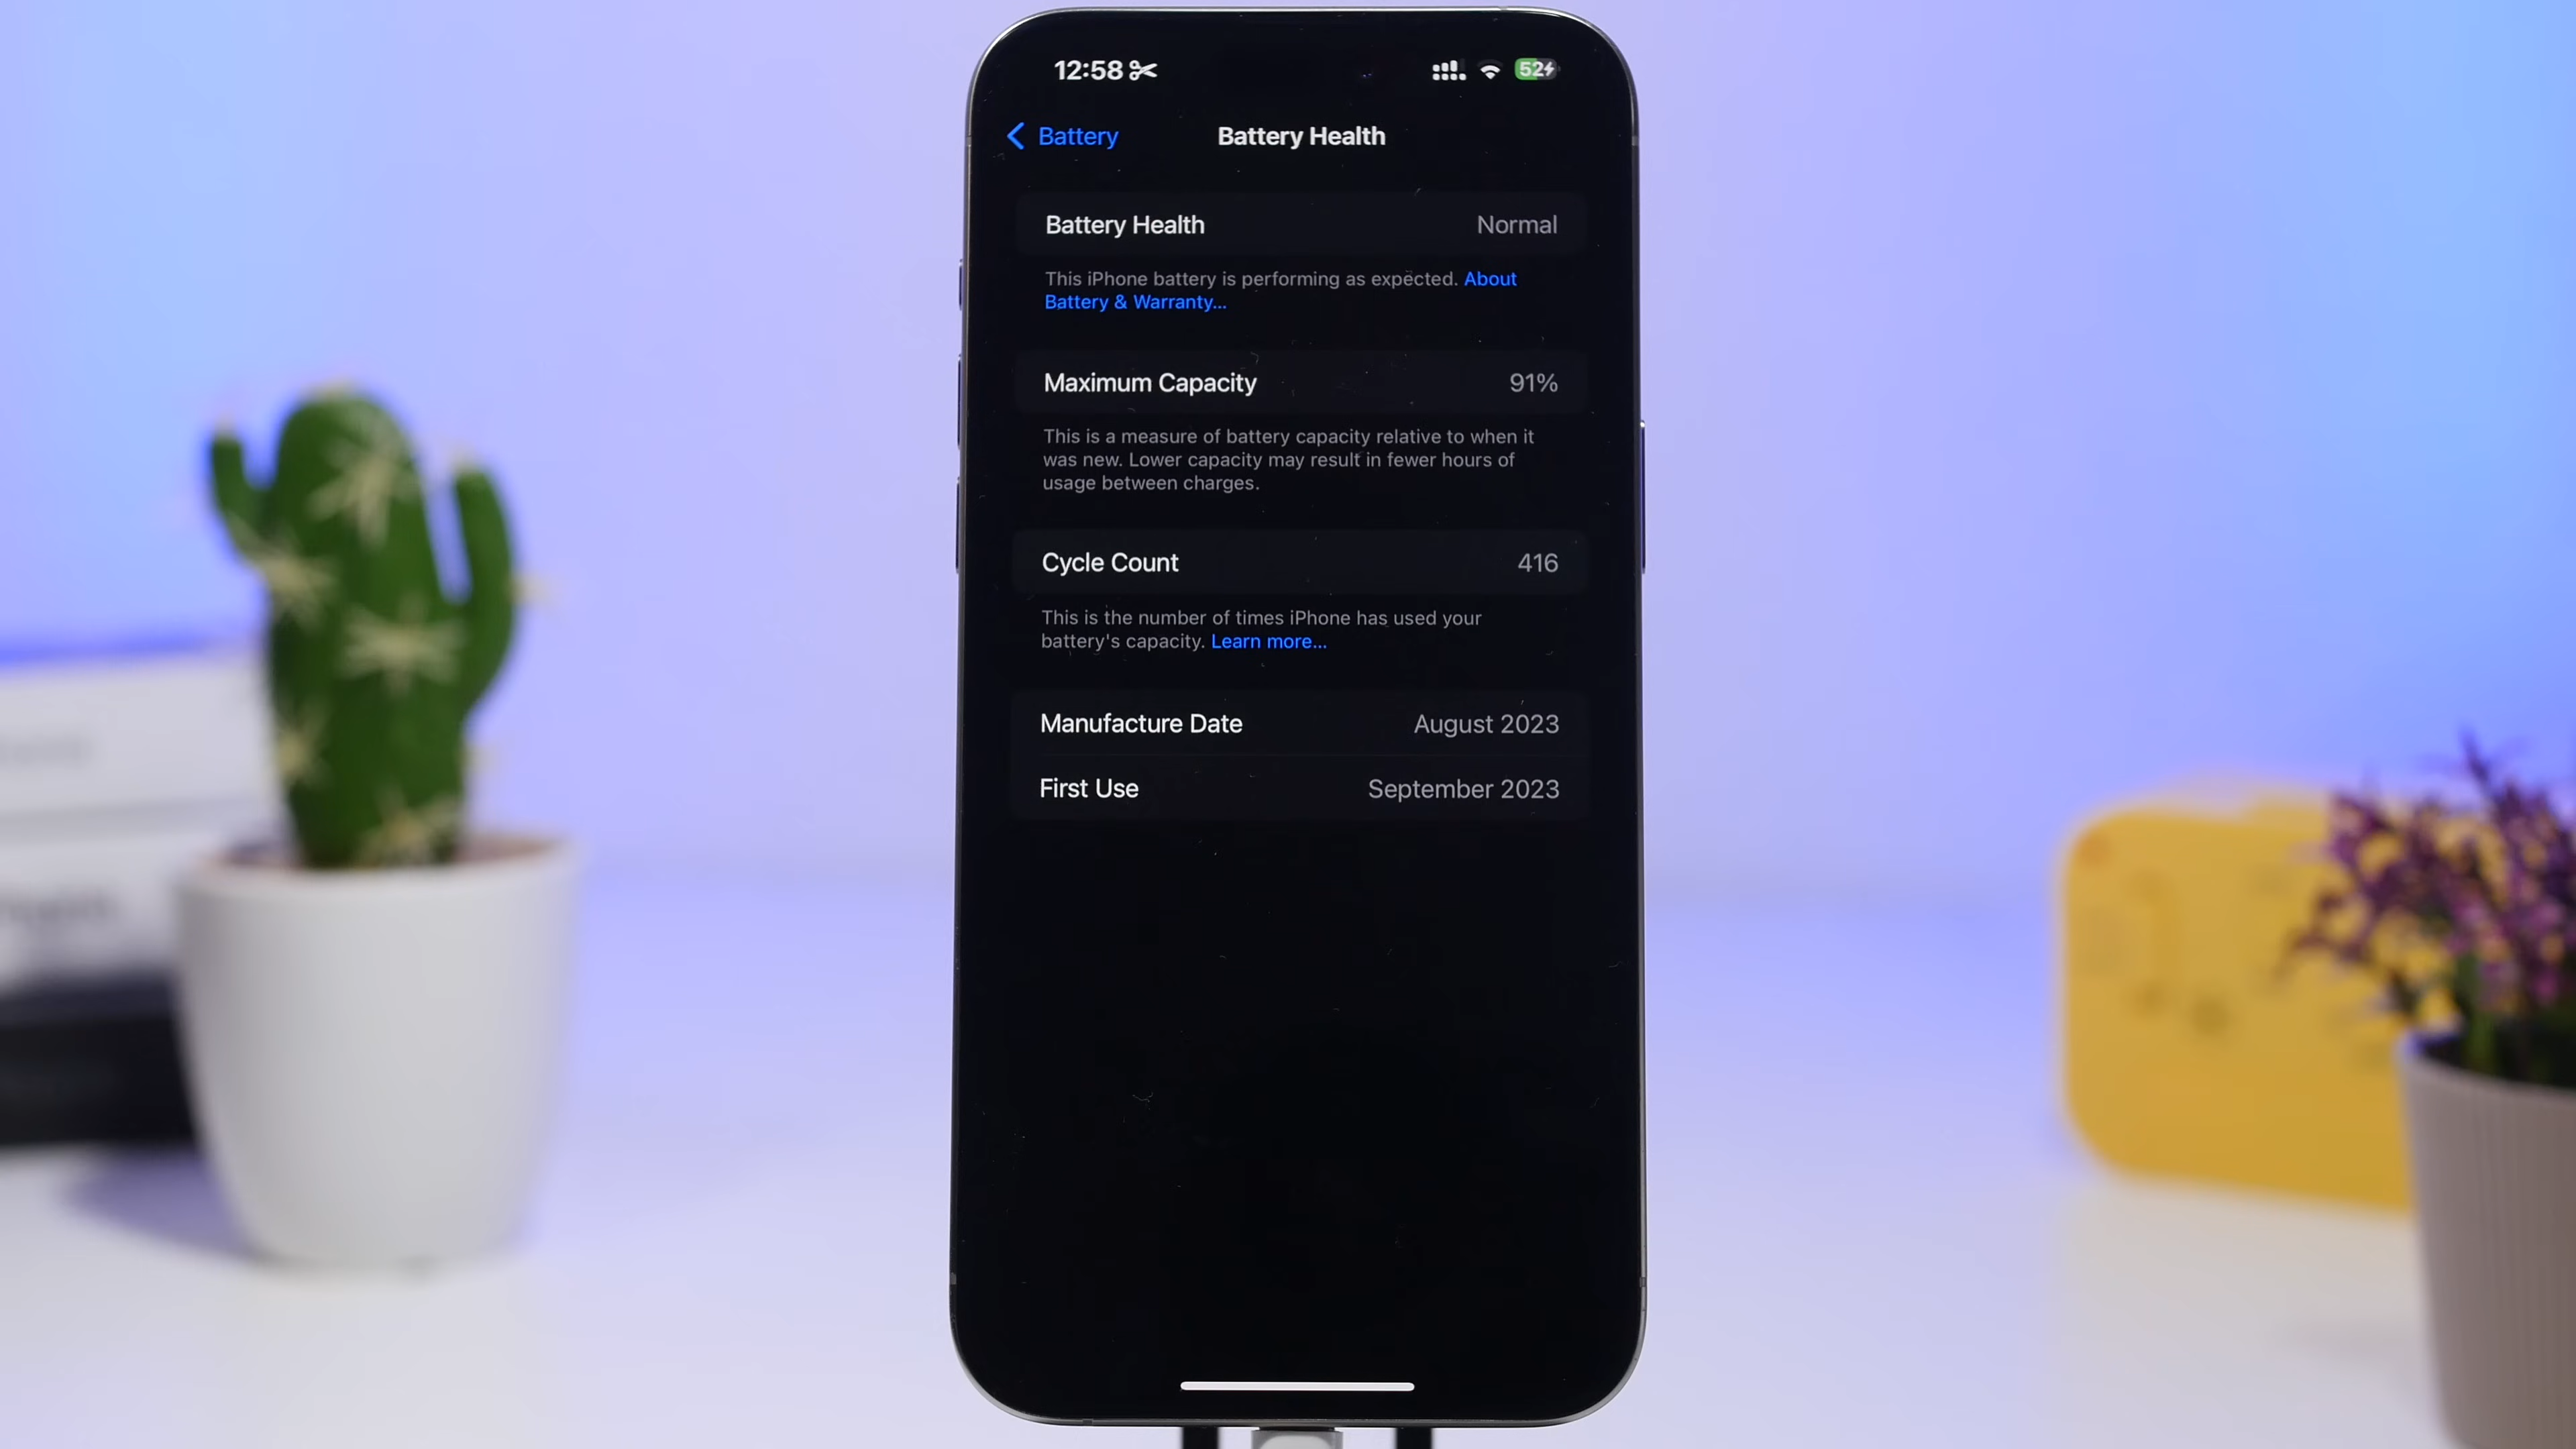 12:58
52
Battery
Battery Health
Battery Health Normal
This iPhone battery is performing as expected. About
Battery & Warranty...
Maximum Capacity 91%
This is a measure of battery capacity relative to when it
was new. Lower capacity may result in fewer hours of
usage between charges.
Cycle Count 416
This is the number of times iPhone has used your
battery's capacity. Learn more...
Manufacture Date August 2023
First Use September 2023